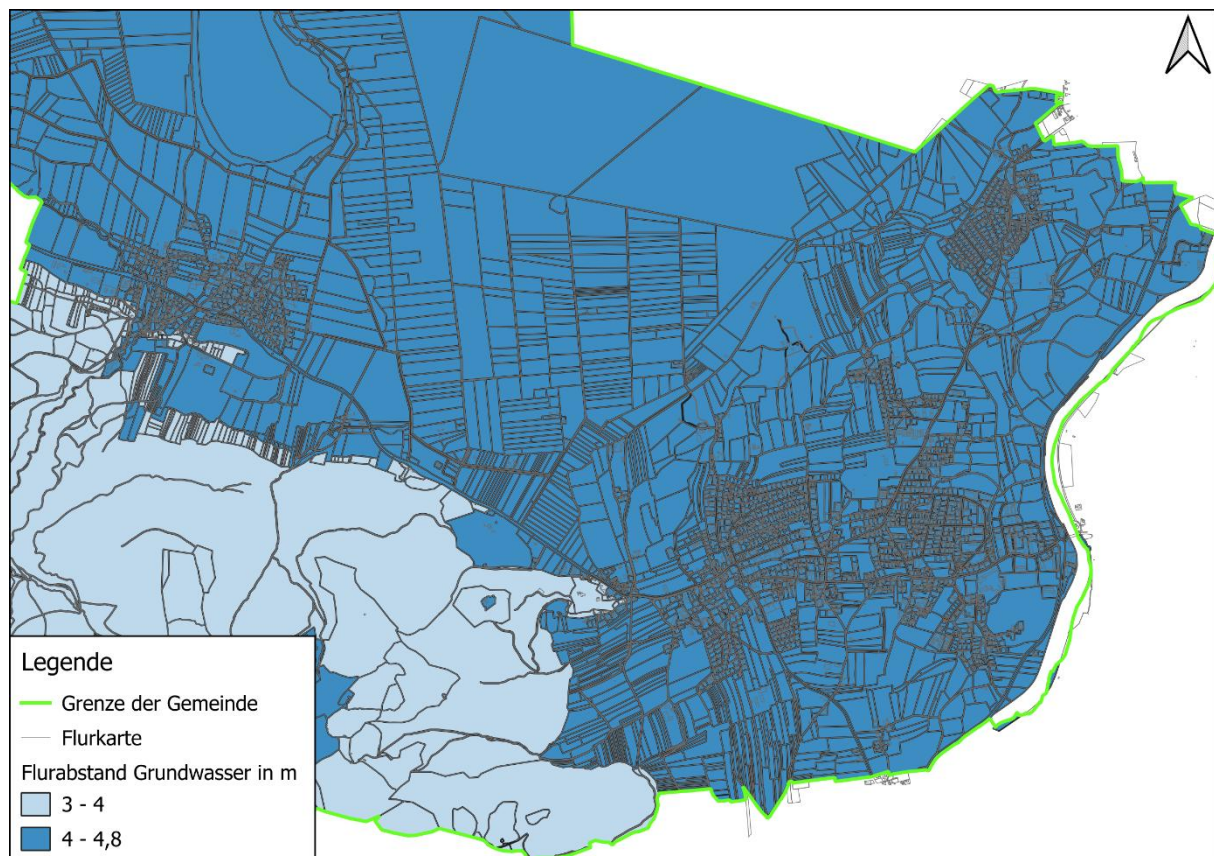 Legende
Grenze der Gemeinde
Flurkarte
Flurabstand Grundwasser in m
3 - 4
4 - 4,8